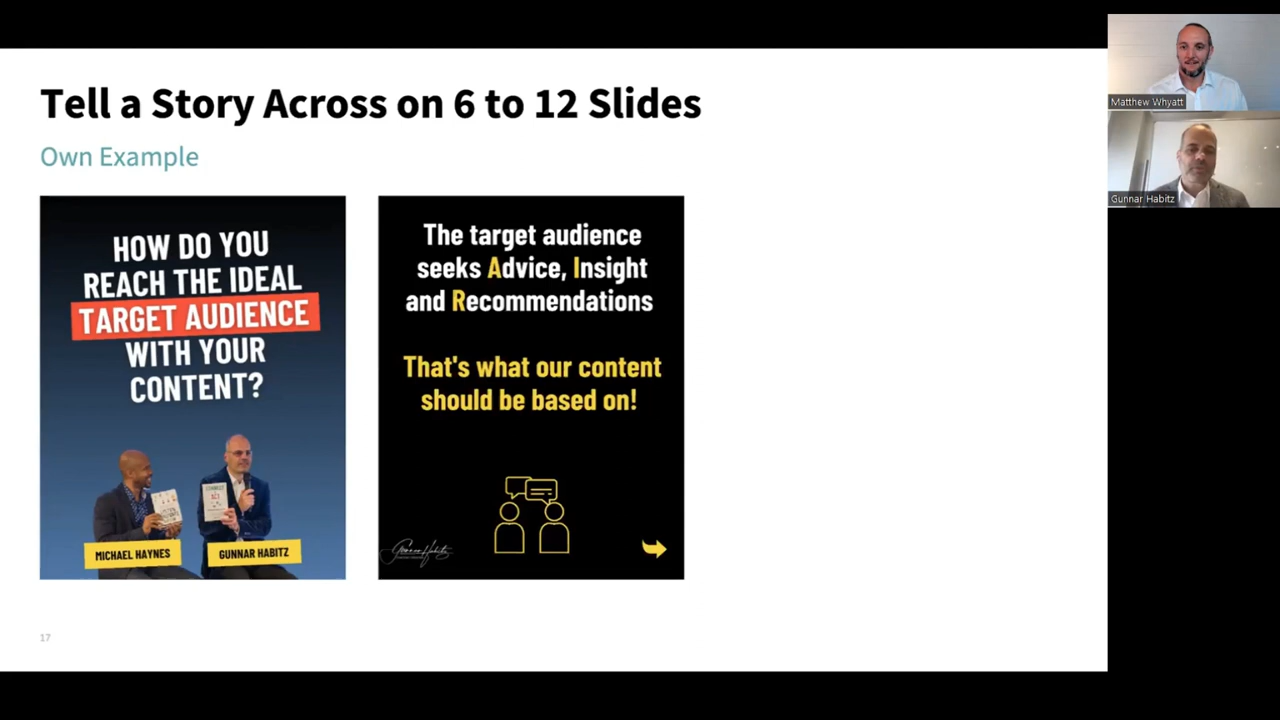 Tell a Story Across on 6 to 12 Slides
Own Example
HOW DO YOU
REACH THE IDEAL
TARGET AUDIENCE
WITH YOUR
CONTENT?
MICHAEL HAYNES
GUNNAR HABITZ
The target audience
seeks Advice, Insight
and Recommendations
That's what our content
should be based on!
Gunnar Habitz
17
Matthew Whyatt
Gunnar Habitz